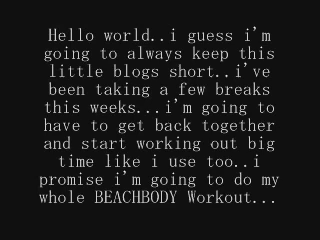 Hello world..i guess i'm
going to always keep this
little blogs short..i've
been taking a few breaks
this weeks...i'm going to
have to get back together
and start working out big
time like i use too..i
promise i'm going to do my
whole BEACHBODY Workout...